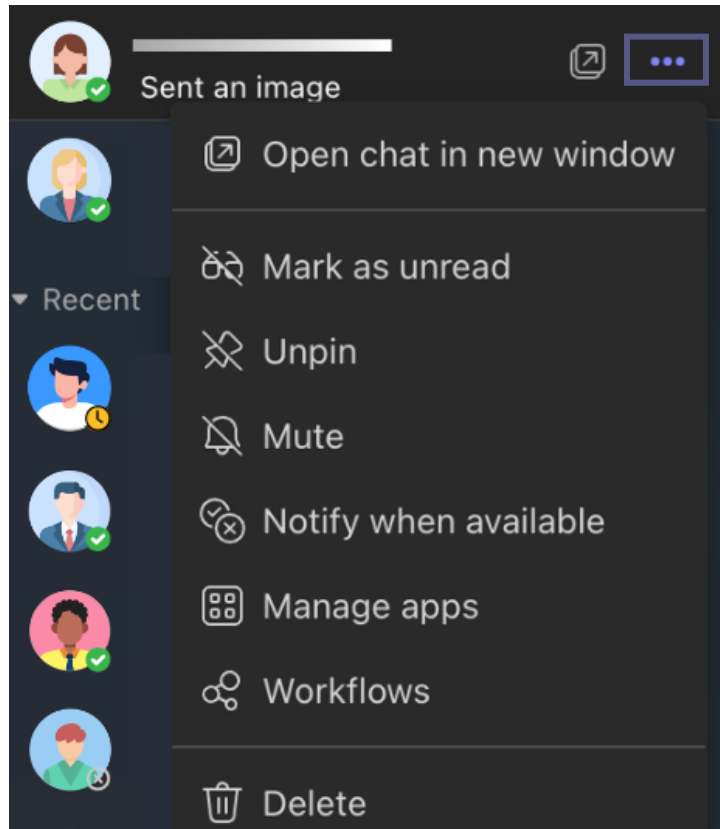 Sent an image
Open chat in new window
Mark as unread
Recent
Unpin
Mute
Notify when available
Manage apps
Workflows
Delete